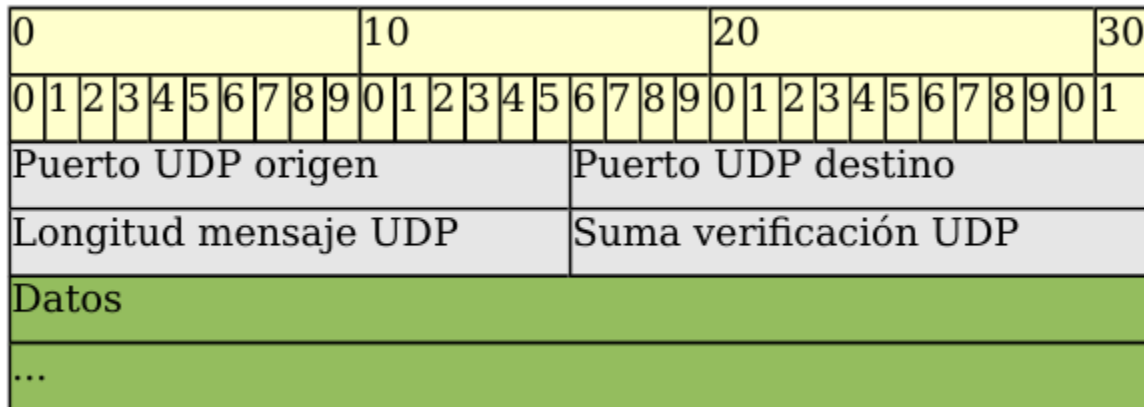 0 10 20 30
0 1 2 3 4 5 6 7 8 9 0 1 2 3 4 5 6 7 8 9 0 1 2 3 4 5 6 7 8 9 0 1
Puerto UDP origen Puerto UDP destino
Longitud mensaje UDP Suma verificación UDP
Datos
...